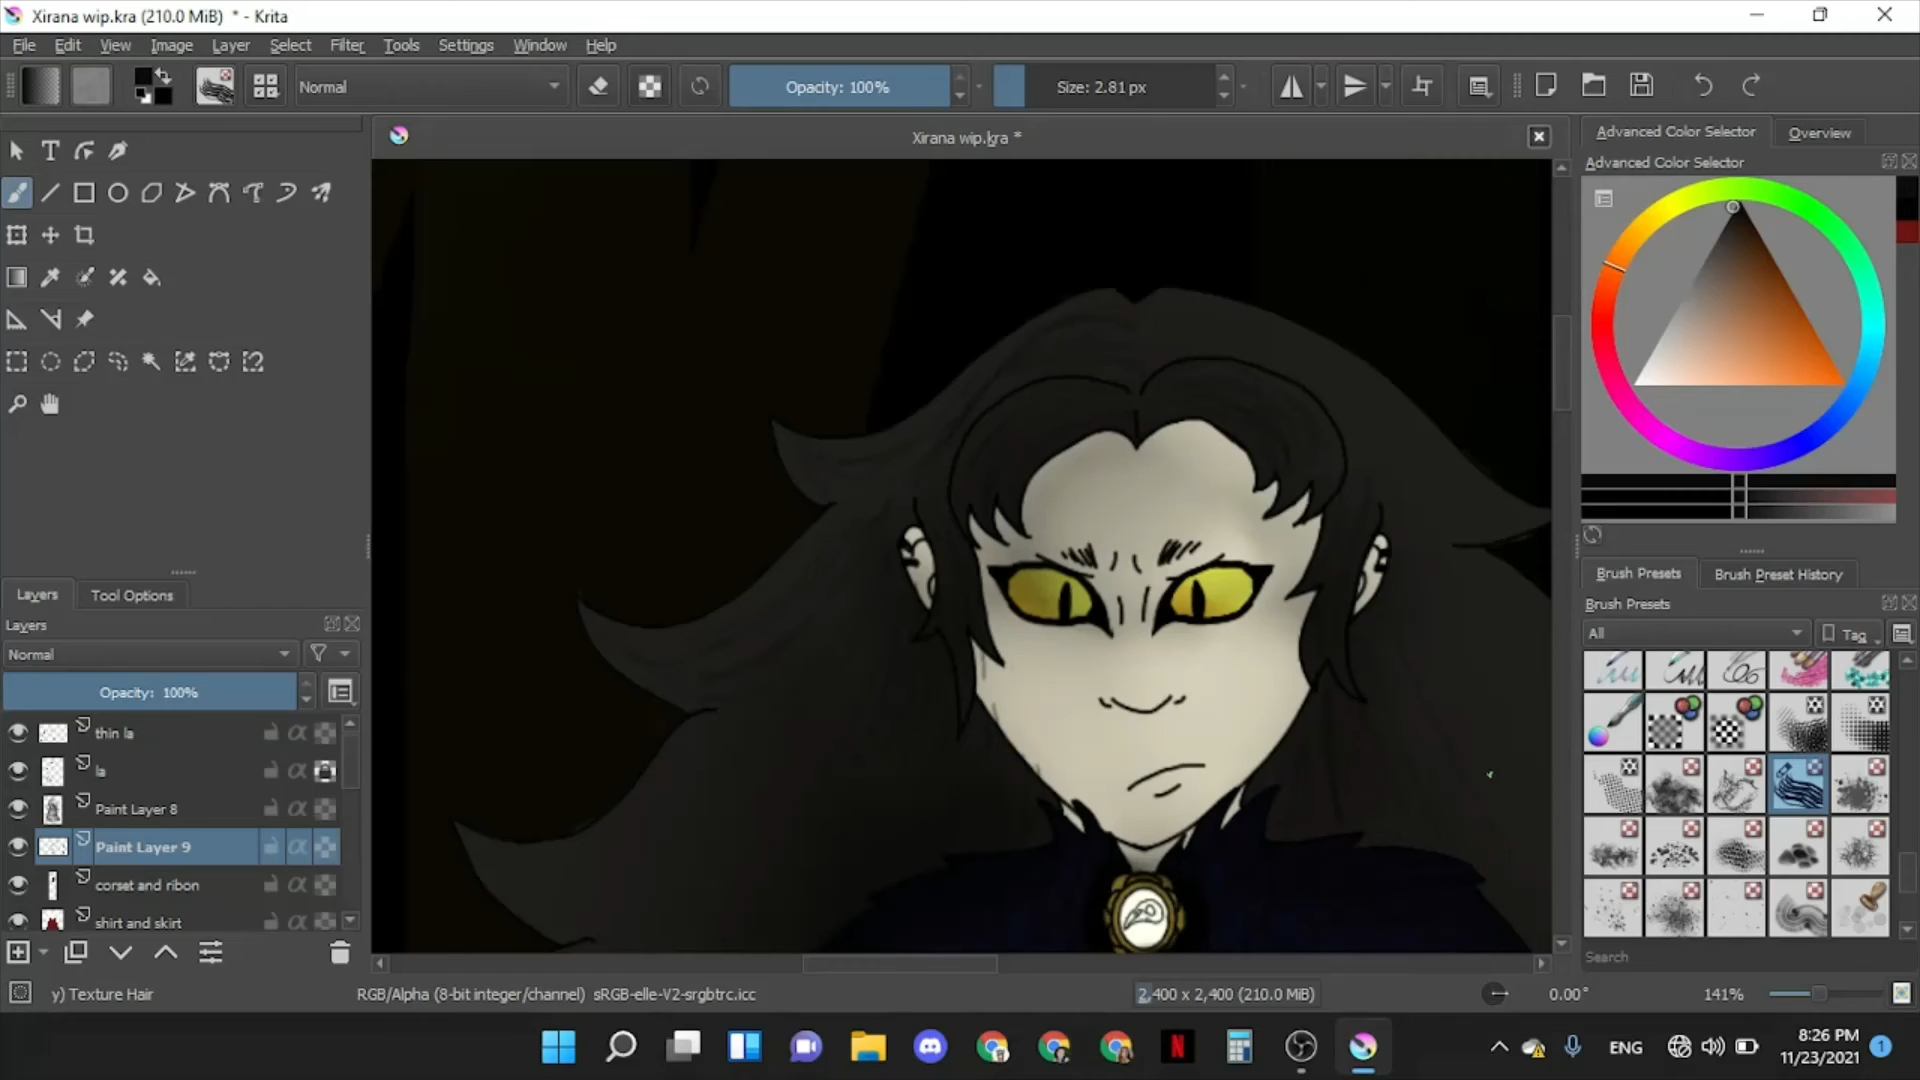 Xirana wip.kra (210.0 MiB) * - Krita
File Edit View Image Layer Select Filter Tools Settings Window Help
Normal
Opacity: 100%
Size: 2.81 px
Xirana wip.kra *
Advanced Color Selector
Overview
Advanced Color Selector
Layers
Tool Options
Layers
Normal
Opacity: 100%
thin la
la
Paint Layer 8
Paint Layer 9
corset and ribon
shirt and skirt
Brush Presets
Brush Preset History
Brush Presets
All
Tag
Search
y) Texture Hair
RGB/Alpha (8-bit integer/channel) sRGB-elle-V2-srgbtrc.icc
2,400 x 2,400 (210.0 MiB)
0.00°
141%
N
ENG
8:26 PM
11/23/2021
1